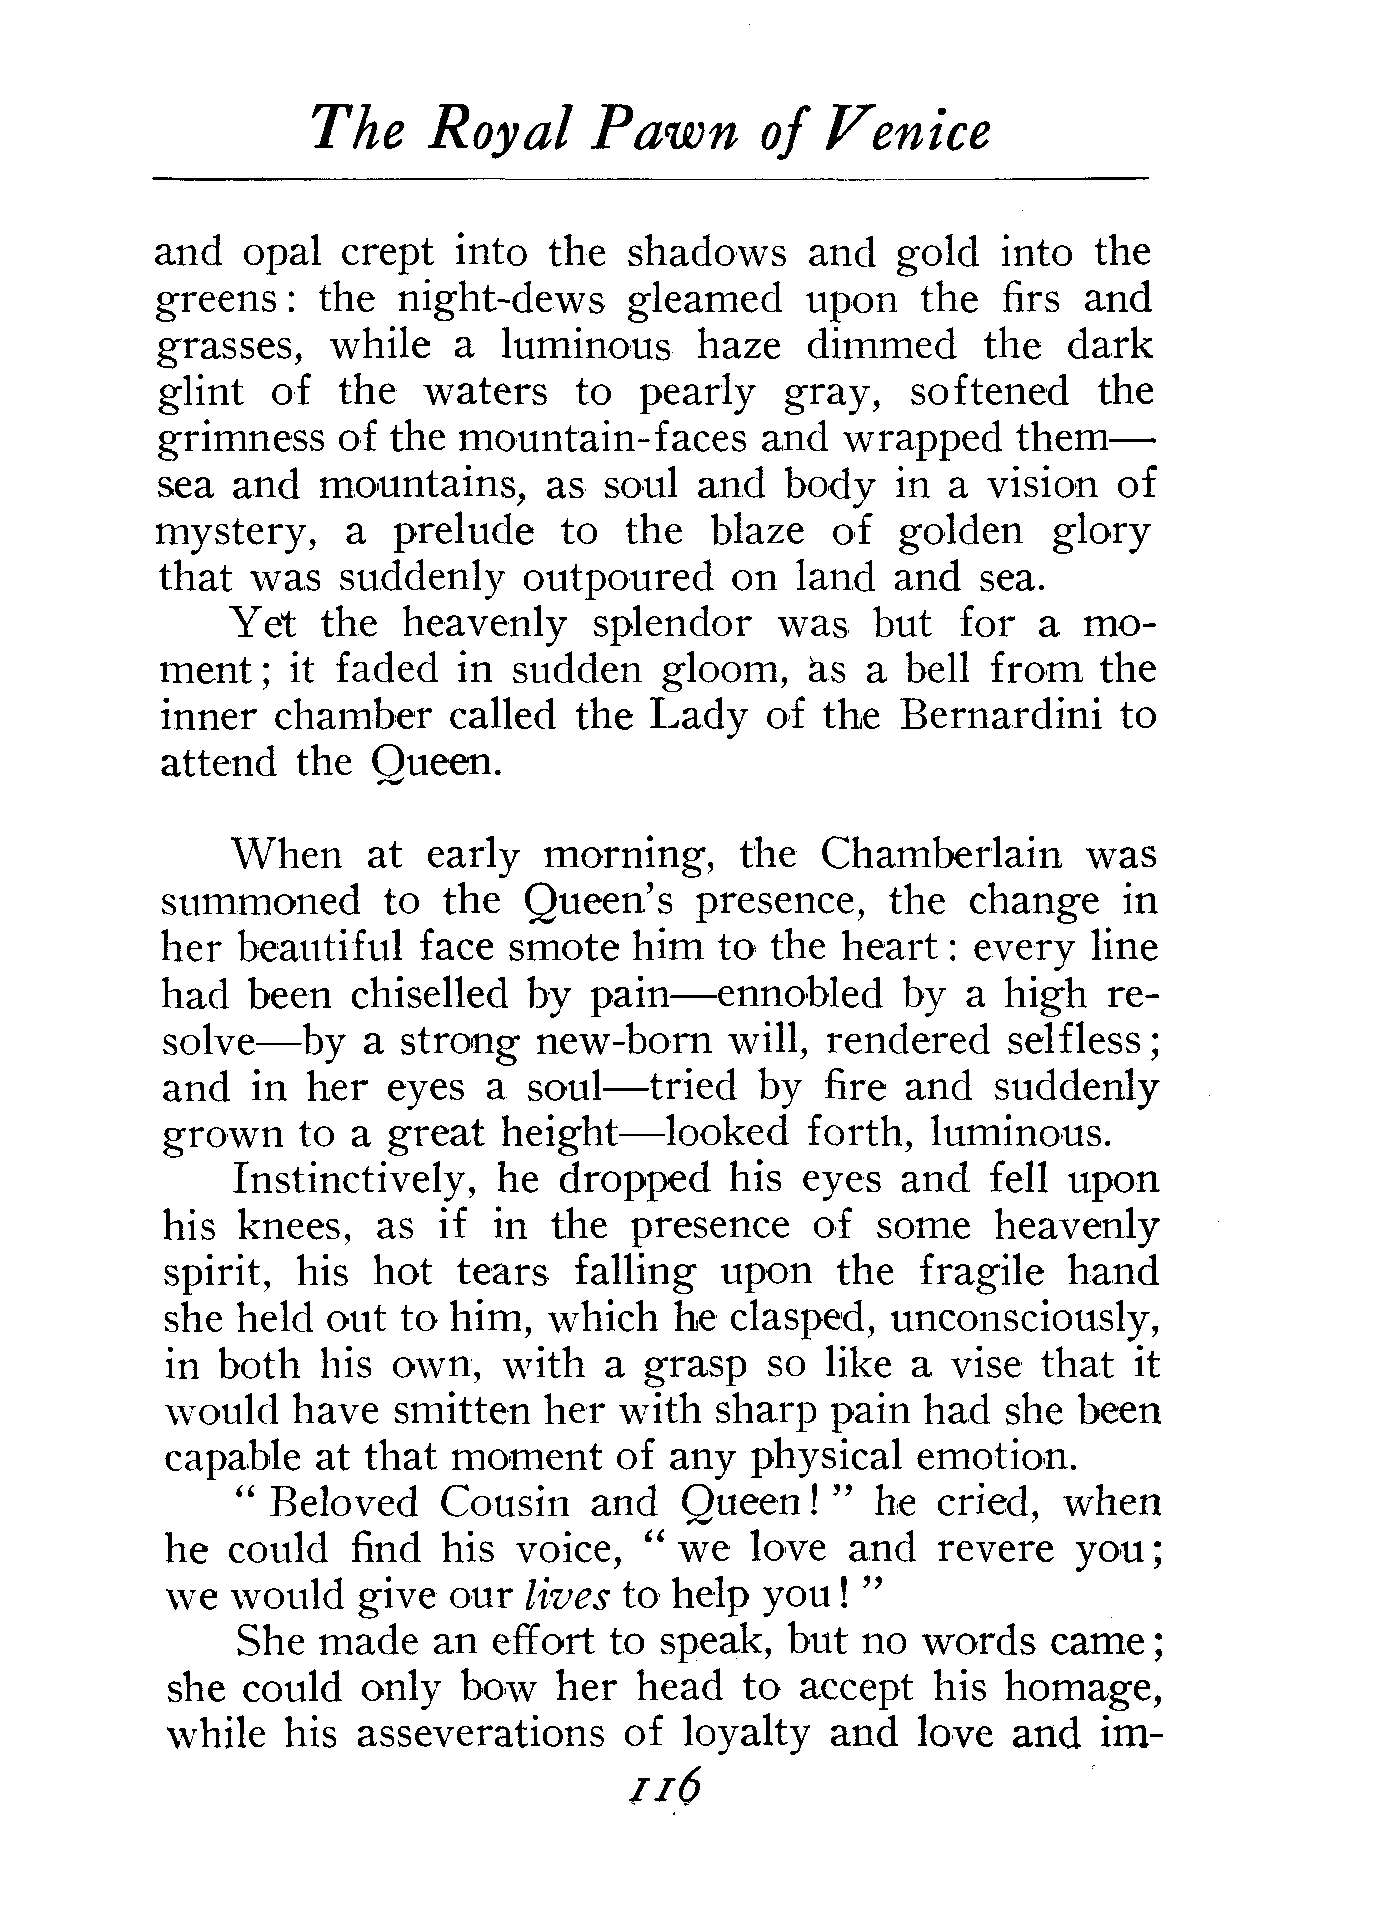 The Royal Pawn of Venice
and opal crept into the shadows and gold into the
greens: the night-dews gleamed upon the firs and
grasses, while a luminous haze dimmed the dark
glint of the waters to pearly gray, softened the
grimness of the mountain-faces and wrapped them—
sea and mountains, as soul and body in a vision of
mystery, a prelude to the blaze of golden glory
that was suddenly outpoured on land and sea.
Yet the heavenly splendor was but for a mo-
ment; it faded in sudden gloom, as a bell from the
inner chamber called the Lady of the Bernardini to
attend the Queen.
When at early morning, the Chamberlain was
summoned to the Queen's presence, the change in
her beautiful face smote him to the heart: every line
had been chiselled by pain—ennobled by a high re-
solve—by a strong new-born will, rendered selfless;
and in her eyes a soul—tried by fire and suddenly
grown to a great height—looked forth, luminous.
Instinctively, he dropped his eyes and fell upon
his knees, as if in the presence of some heavenly
spirit, his hot tears falling upon the fragile hand
she held out to him, which he clasped, unconsciously,
in both his own, with a grasp so like a vise that it
would have smitten her with sharp pain had she been
capable at that moment of any physical emotion.
" Beloved Cousin and Queen! " he cried, when
he could find his voice, " we love and revere you;
we would give our lives to help you! "
She made an effort to speak, but no words came;
she could only bow her head to accept his homage,
while his asseverations of loyalty and love and im-
116